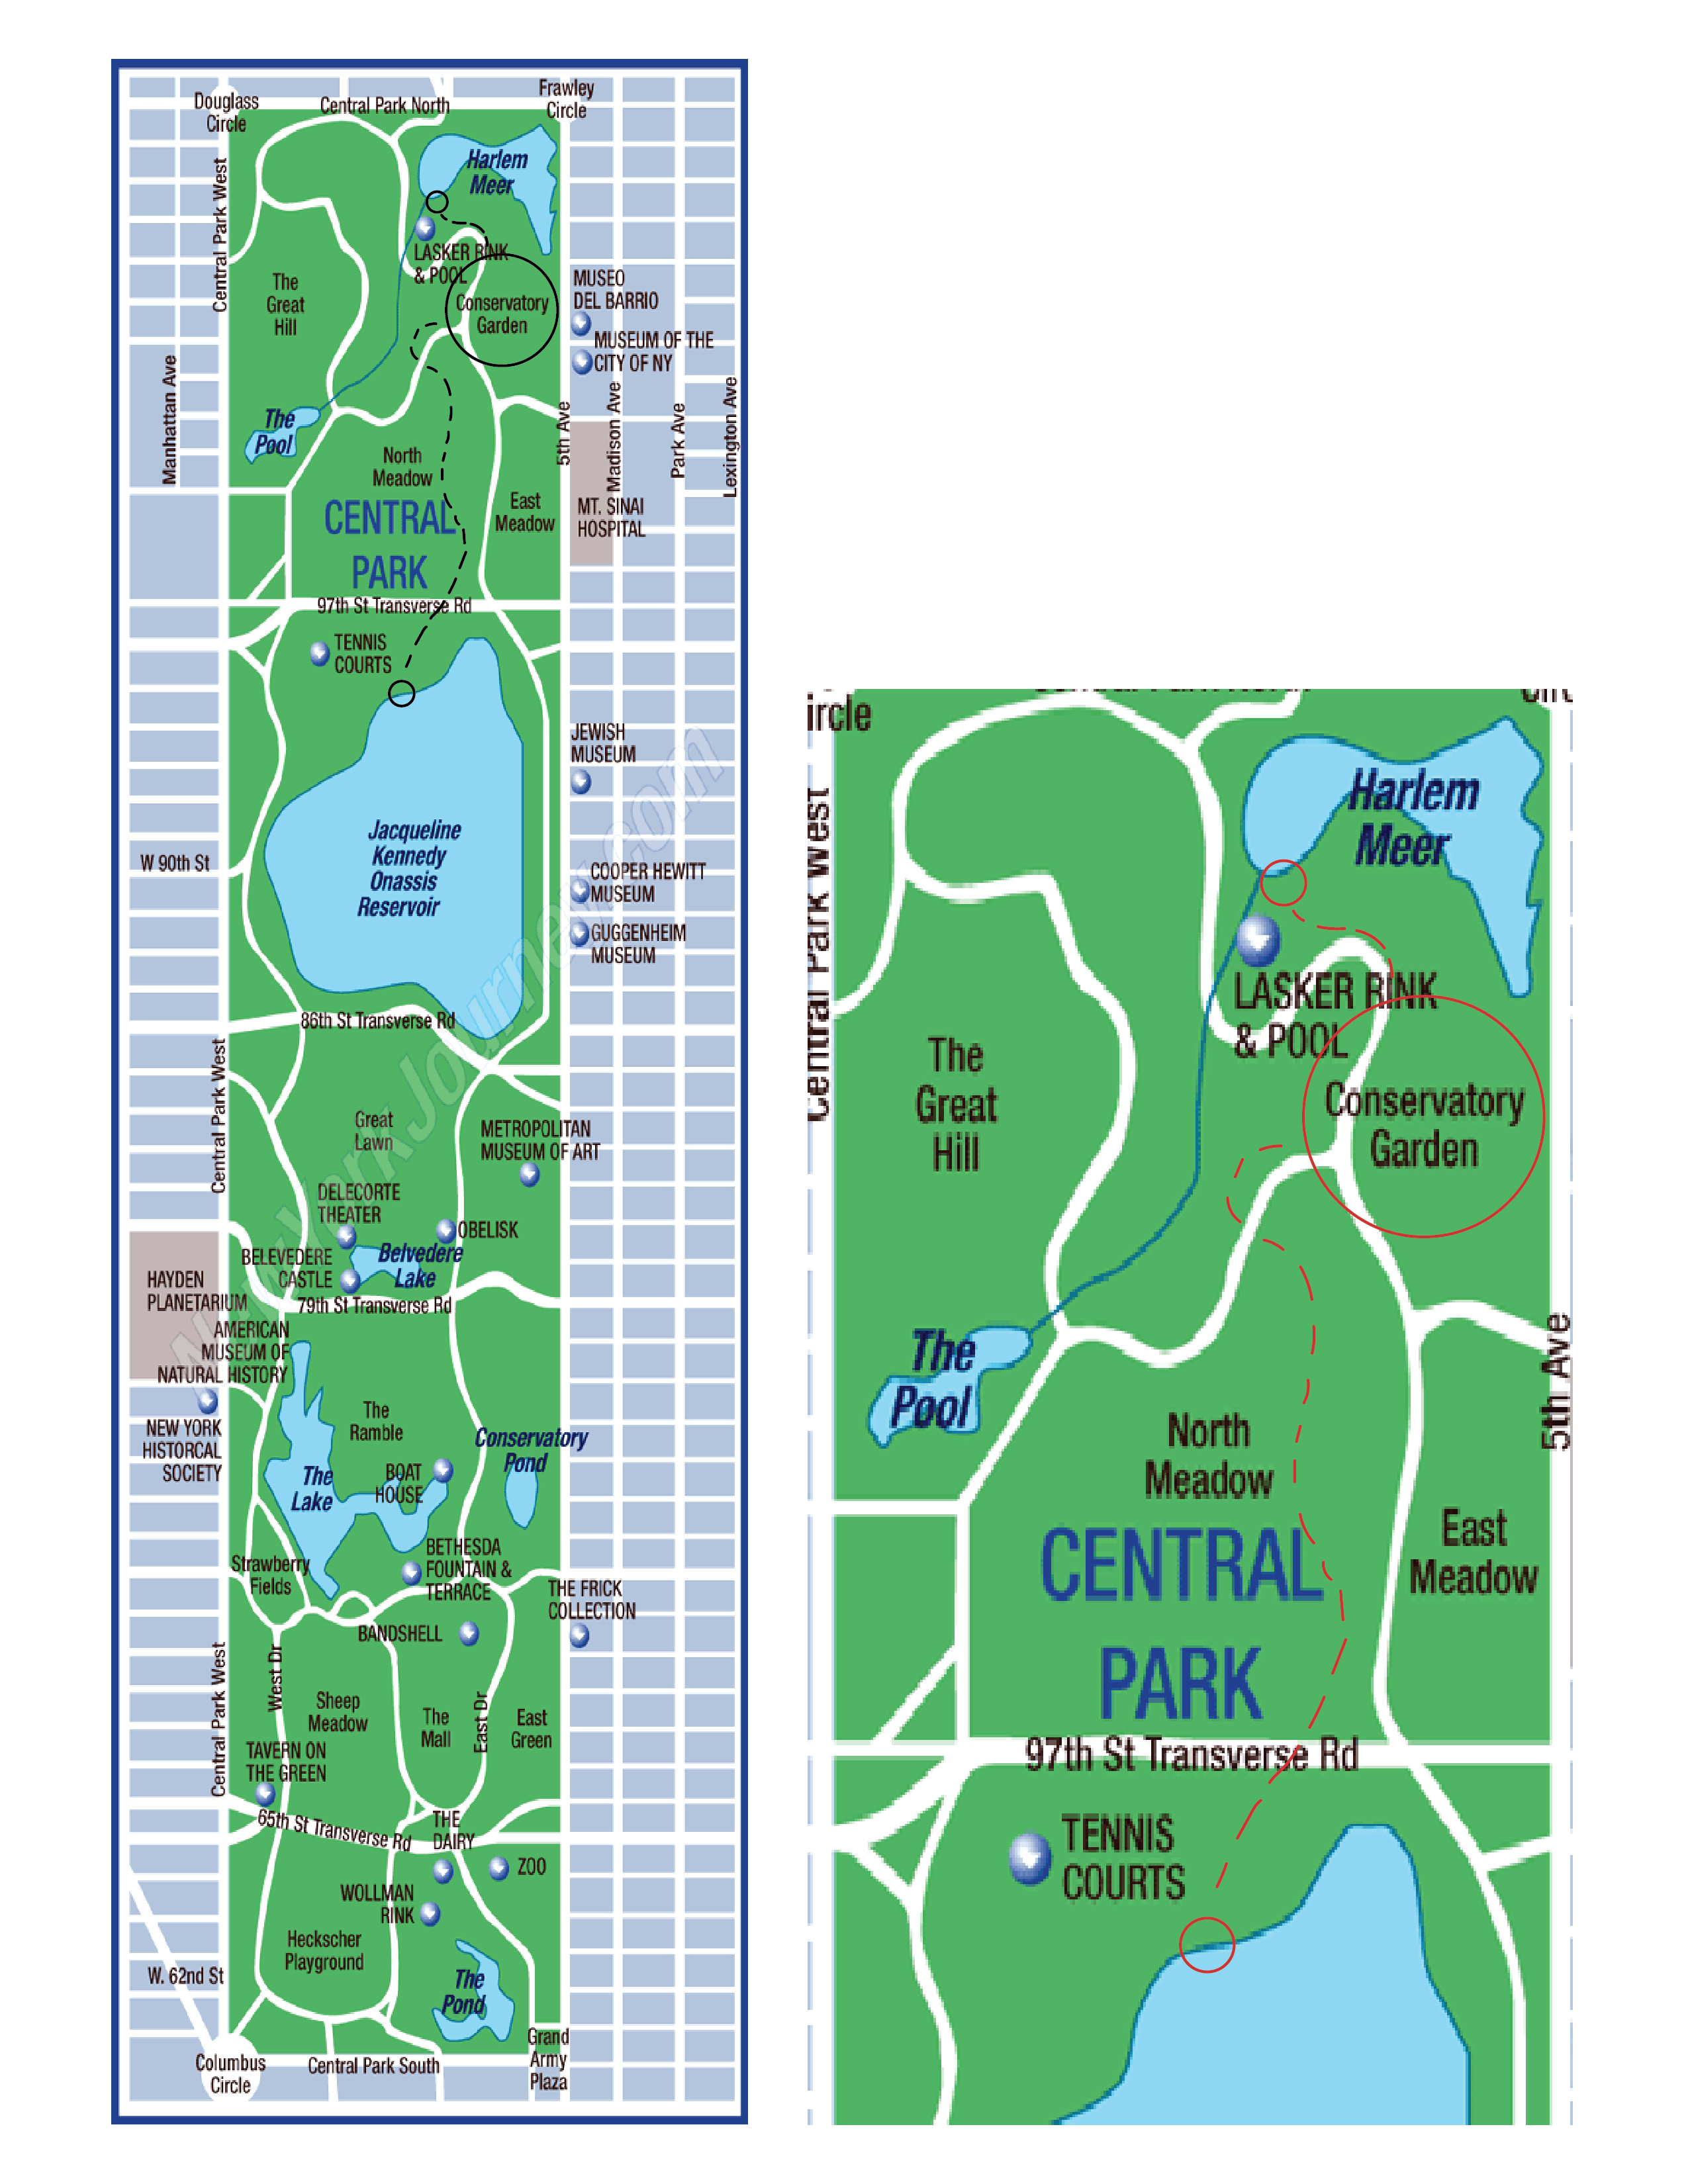 Douglass
Circle
Central Park North
Frawley
Circle
Harlem
Meer
Central Park West
LASKER RINK
& POOL
The
Great
Hill
Conservatory
Garden
MUSEO
DEL BARRIO
MUSEUM OF THE
CITY OF NY
Manhattan Ave
The
Pool
5th Ave
Madison Ave
Park Ave
Lexington Ave
North
Meadow
CENTRAL
PARK
East
Meadow
MT. SINAI
HOSPITAL
97th St Transverse Rd
TENNIS
COURTS
JEWISH
MUSEUM
Jacqueline
Kennedy
Onassis
Reservoir
W 90th St
COOPER HEWITT
MUSEUM
GUGGENHEIM
MUSEUM
86th St Transverse Rd
Central Park West
Great
Lawn
METROPOLITAN
MUSEUM OF ART
DELECORTE
THEATER
OBELISK
BELEVEDERE
CASTLE
Belvedere
Lake
HAYDEN
PLANETARIUM
79th St Transverse Rd
AMERICAN
MUSEUM OF
NATURAL HISTORY
NEW YORK
HISTORCAL
SOCIETY
The
Ramble
Conservatory
Pond
The
Lake
BOAT
HOUSE
BETHESDA
FOUNTAIN &
TERRACE
Strawberry
Fields
THE FRICK
COLLECTION
BANDSHELL
Central Park West
West Dr
Sheep
Meadow
The
Mall
East Dr
East
Green
TAVERN ON
THE GREEN
65th St Transverse Rd
THE
DAIRY
ZOO
WOLLMAN
RINK
Heckscher
Playground
W. 62nd St
The
Pond
Columbus
Circle
Central Park South
Grand
Army
Plaza
NewYorkJourney.com
ircle
Central Park West
Harlem
Meer
LASKER RINK
& POOL
The
Great
Hill
Conservatory
Garden
The
Pool
5th Ave
North
Meadow
CENTRAL
PARK
East
Meadow
97th St Transverse Rd
TENNIS
COURTS